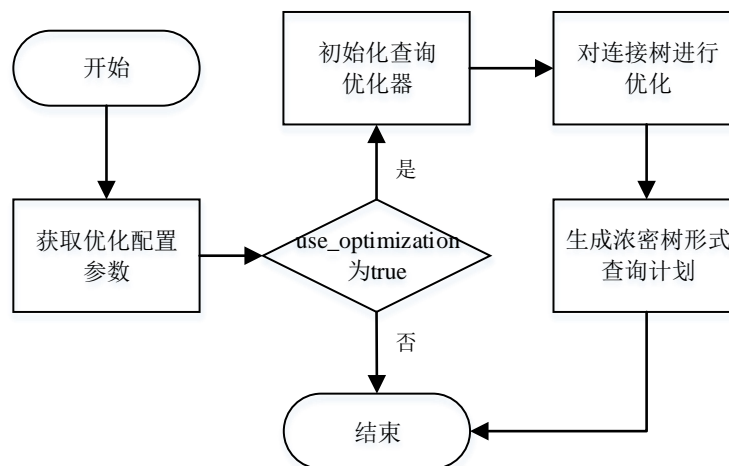 开始
获取优化配置
参数
use_optimization
为true
是
否
初始化查询
优化器
对连接树进行
优化
生成浓密树形式
查询计划
结束